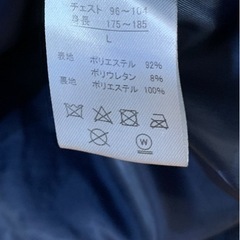 チェスト 96～104
身長 175～185
L
表地 ポリエステル 92%
ポリウレタン 8%
裏地 ポリエステル 100%
W